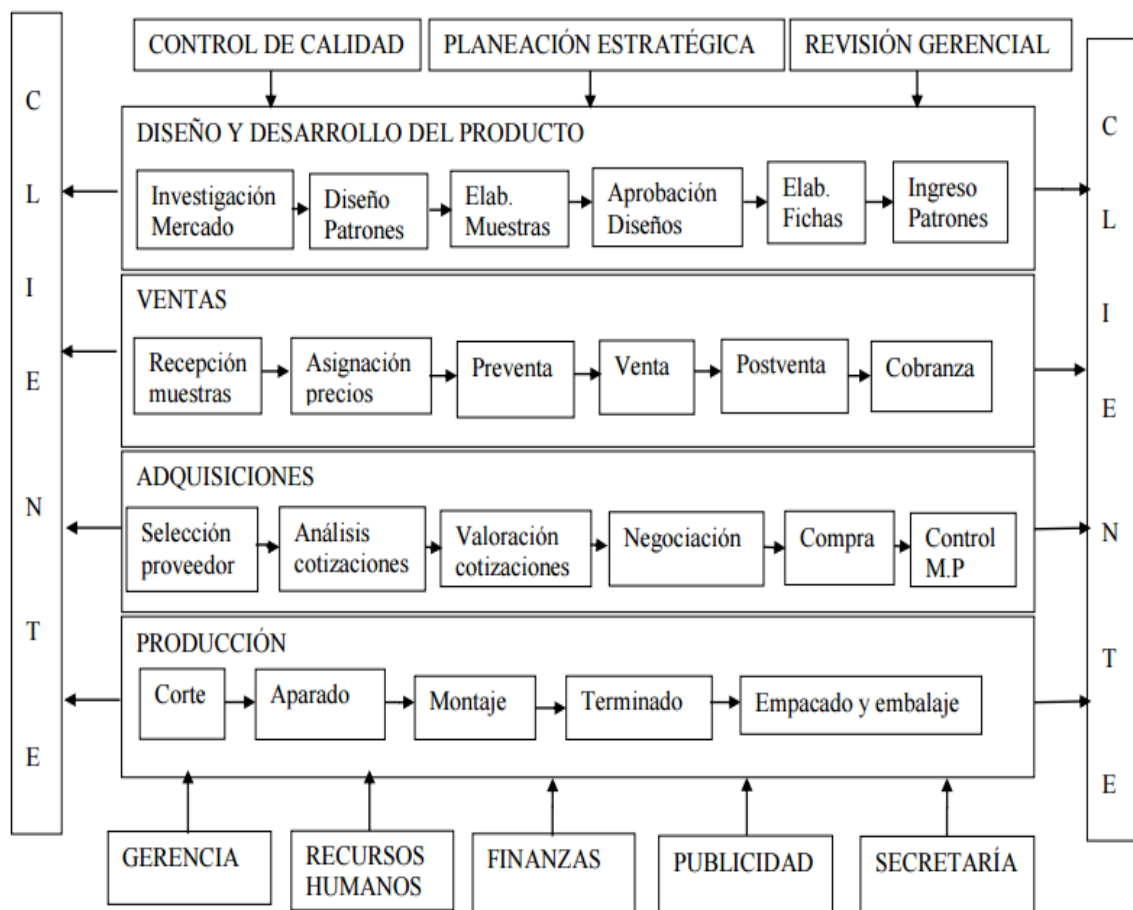 CONTROL DE CALIDAD
PLANEACIÓN ESTRATÉGICA
REVISIÓN GERENCIAL
CLIENTE
DISEÑO Y DESARROLLO DEL PRODUCTO
Investigación
Mercado
Diseño
Patrones
Elab.
Muestras
Aprobación
Diseños
Elab.
Fichas
Ingreso
Patrones
VENTAS
Recepción
muestras
Asignación
precios
Preventa
Venta
Postventa
Cobranza
ADQUISICIONES
Selección
proveedor
Análisis
cotizaciones
Valoración
cotizaciones
Negociación
Compra
Control
M.P
PRODUCCIÓN
Corte
Aparado
Montaje
Terminado
Empacado y embalaje
CLIENTE
GERENCIA
RECURSOS
HUMANOS
FINANZAS
PUBLICIDAD
SECRETARÍA